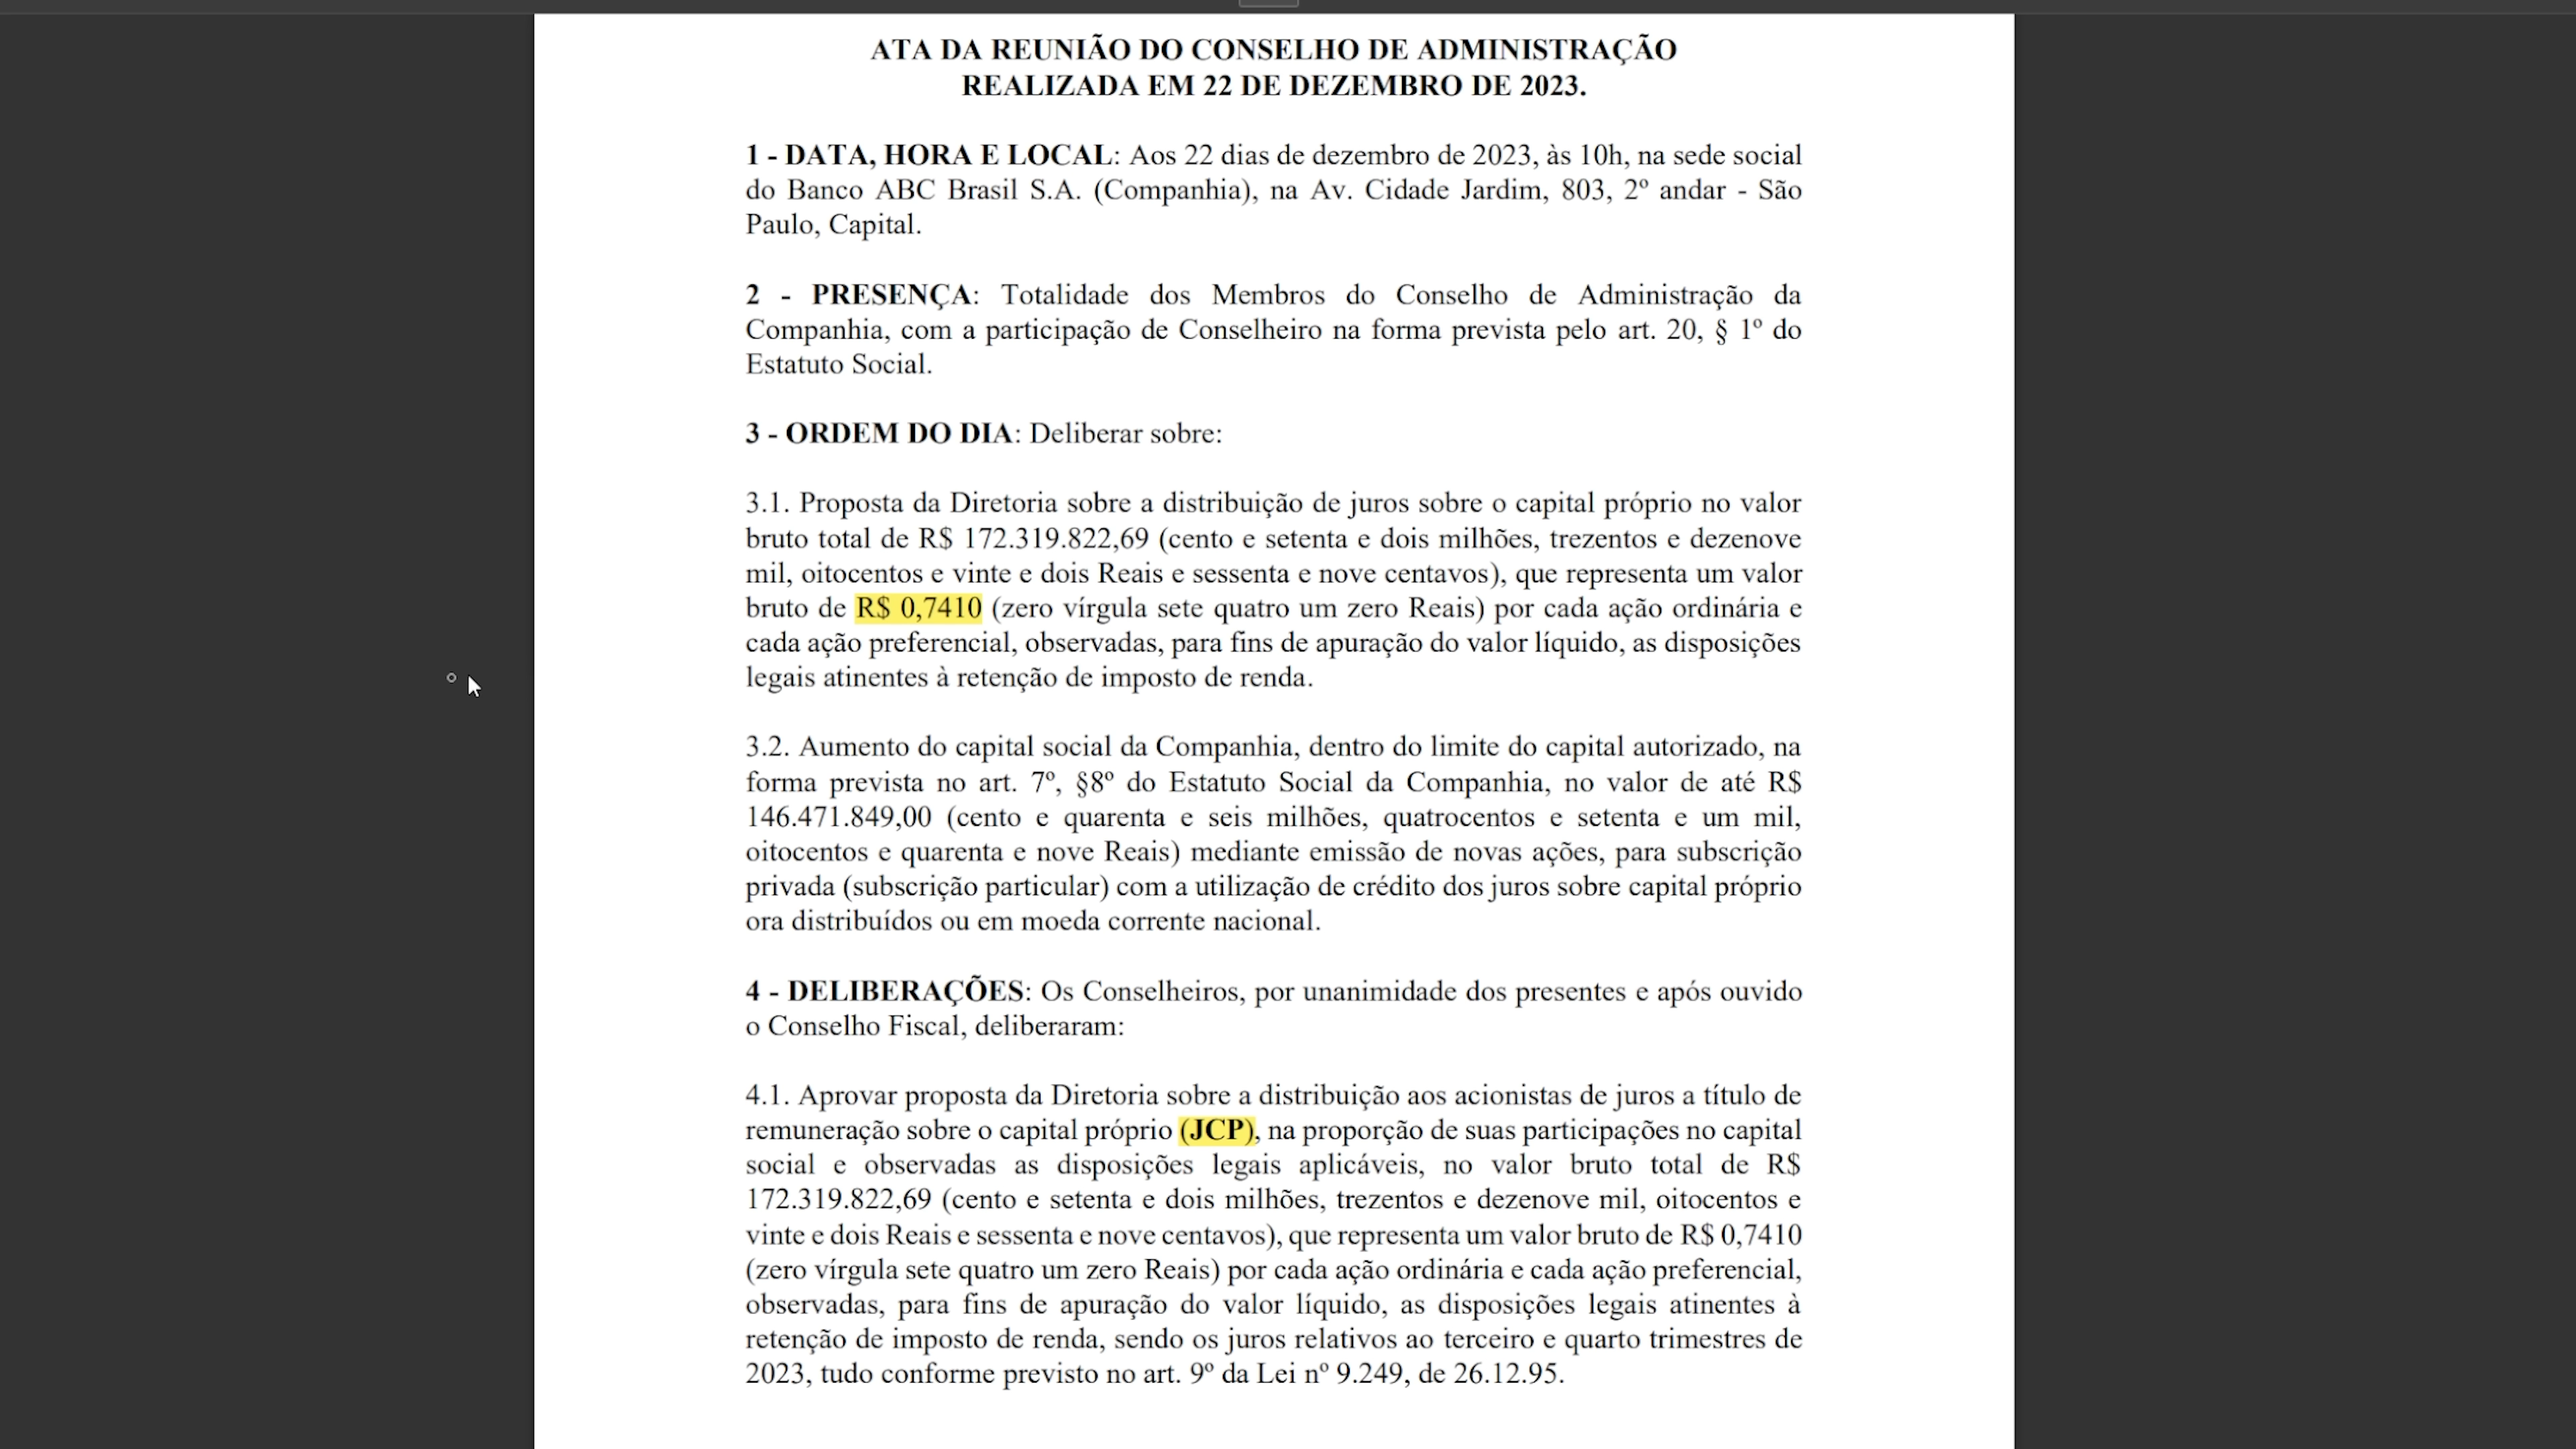 ATA DA REUNIÃO DO CONSELHO DE ADMINISTRAÇÃO
REALIZADA EM 22 DE DEZEMBRO DE 2023.
1 - DATA, HORA E LOCAL: Aos 22 dias de dezembro de 2023, às 10h, na sede social
do Banco ABC Brasil S.A. (Companhia), na Av. Cidade Jardim, 803, 2º andar - São
Paulo, Capital.
2 - PRESENÇA: Totalidade dos Membros do Conselho de Administração da
Companhia, com a participação de Conselheiro na forma prevista pelo art. 20, § 1º do
Estatuto Social.
3 - ORDEM DO DIA: Deliberar sobre:
3.1. Proposta da Diretoria sobre a distribuição de juros sobre o capital próprio no valor
bruto total de R$ 172.319.822,69 (cento e setenta e dois milhões, trezentos e dezenove
mil, oitocentos e vinte e dois Reais e sessenta e nove centavos), que representa um valor
bruto de R$ 0,7410 (zero vírgula sete quatro um zero Reais) por cada ação ordinária e
cada ação preferencial, observadas, para fins de apuração do valor líquido, as disposições
legais atinentes à retenção de imposto de renda.
3.2. Aumento do capital social da Companhia, dentro do limite do capital autorizado, na
forma prevista no art. 7º, §8º do Estatuto Social da Companhia, no valor de até R$
146.471.849,00 (cento e quarenta e seis milhões, quatrocentos e setenta e um mil,
oitocentos e quarenta e nove Reais) mediante emissão de novas ações, para subscrição
privada (subscrição particular) com a utilização de crédito dos juros sobre capital próprio
ora distribuídos ou em moeda corrente nacional.
4 - DELIBERAÇÕES: Os Conselheiros, por unanimidade dos presentes e após ouvido
o Conselho Fiscal, deliberaram:
4.1. Aprovar proposta da Diretoria sobre a distribuição aos acionistas de juros a título de
remuneração sobre o capital próprio (JCP), na proporção de suas participações no capital
social e observadas as disposições legais aplicáveis, no valor bruto total de R$
172.319.822,69 (cento e setenta e dois milhões, trezentos e dezenove mil, oitocentos e
vinte e dois Reais e sessenta e nove centavos), que representa um valor bruto de R$ 0,7410
(zero vírgula sete quatro um zero Reais) por cada ação ordinária e cada ação preferencial,
observadas, para fins de apuração do valor líquido, as disposições legais atinentes à
retenção de imposto de renda, sendo os juros relativos ao terceiro e quarto trimestres de
2023, tudo conforme previsto no art. 9º da Lei nº 9.249, de 26.12.95.